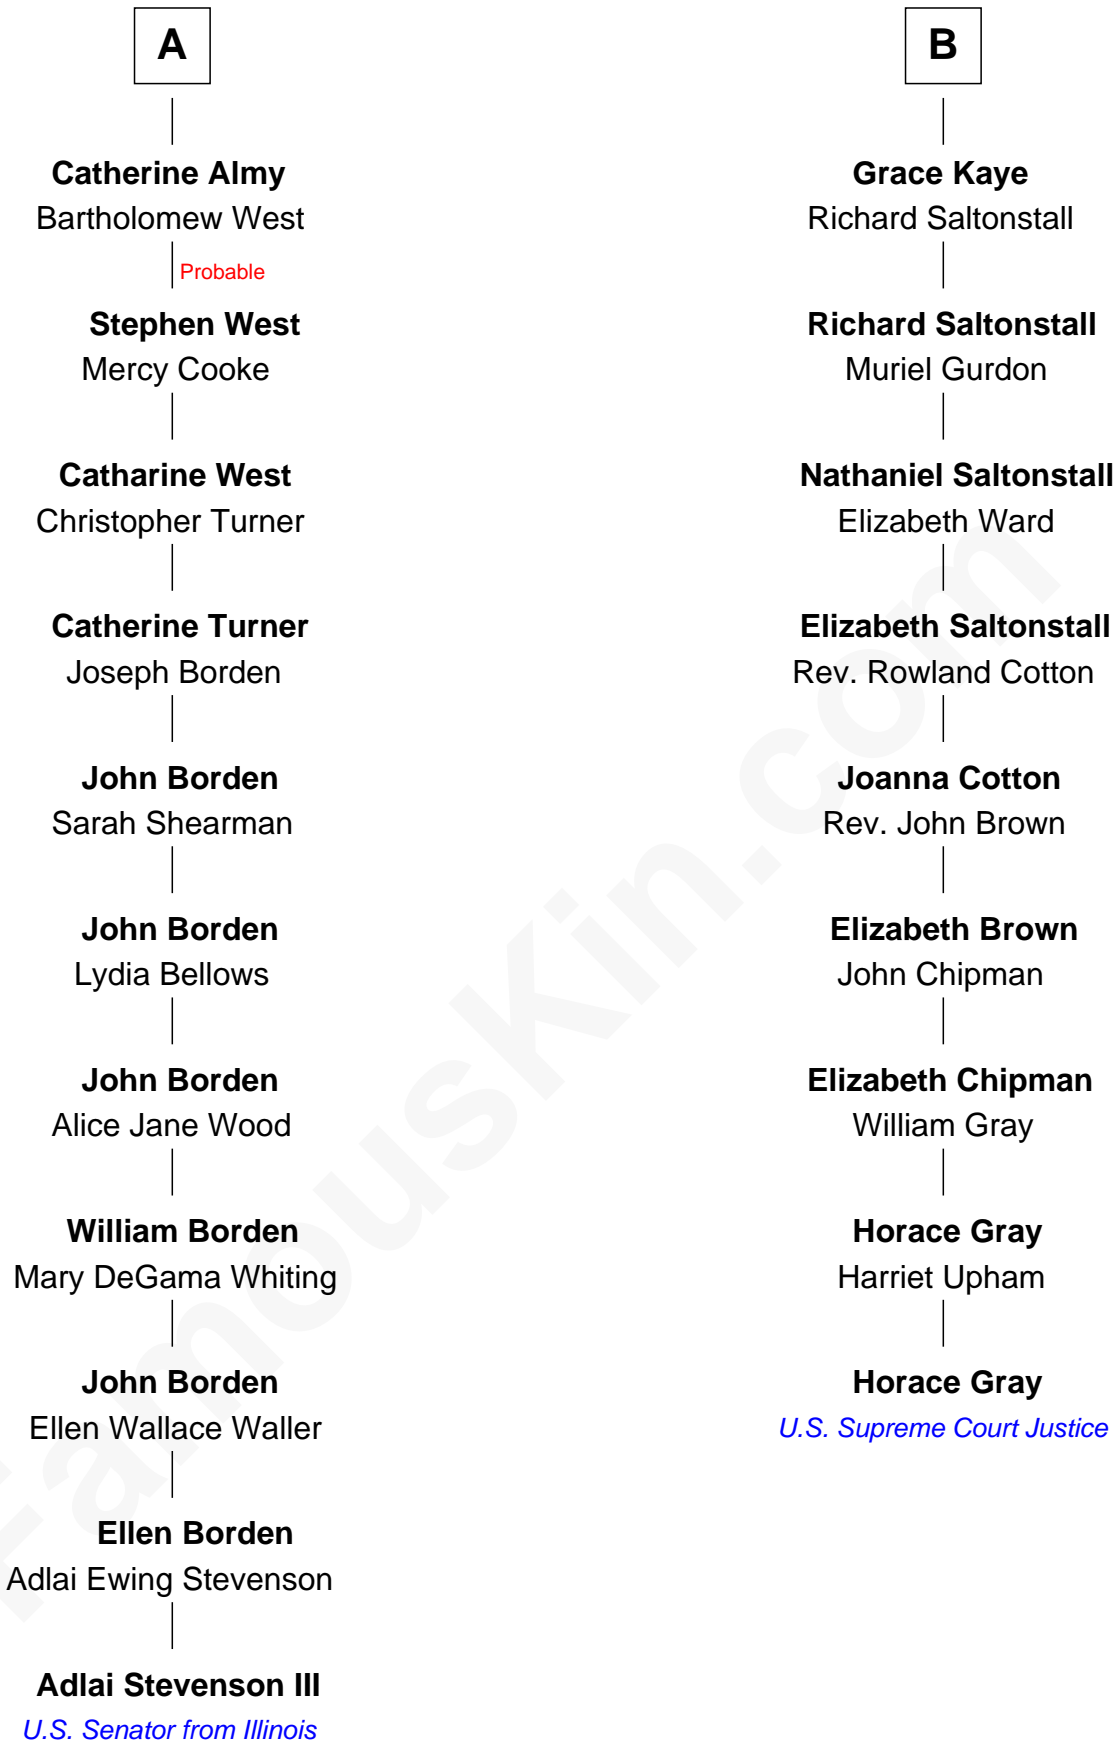 A
Catherine Almy
Bartholomew West
Probable
Stephen West
Mercy Cooke
Catharine West
Christopher Turner
Catherine Turner
Joseph Borden
John Borden
Sarah Shearman
John Borden
Lydia Bellows
John Borden
Alice Jane Wood
William Borden
Mary DeGama Whiting
John Borden
Ellen Wallace Waller
Ellen Borden
Adlai Ewing Stevenson
Adlai Stevenson III
U.S. Senator from Illinois
B
Grace Kaye
Richard Saltonstall
Richard Saltonstall
Muriel Gurdon
Nathaniel Saltonstall
Elizabeth Ward
Elizabeth Saltonstall
Rev. Rowland Cotton
Joanna Cotton
Rev. John Brown
Elizabeth Brown
John Chipman
Elizabeth Chipman
William Gray
Horace Gray
Harriet Upham
Horace Gray
U.S. Supreme Court Justice
FamousKin.com